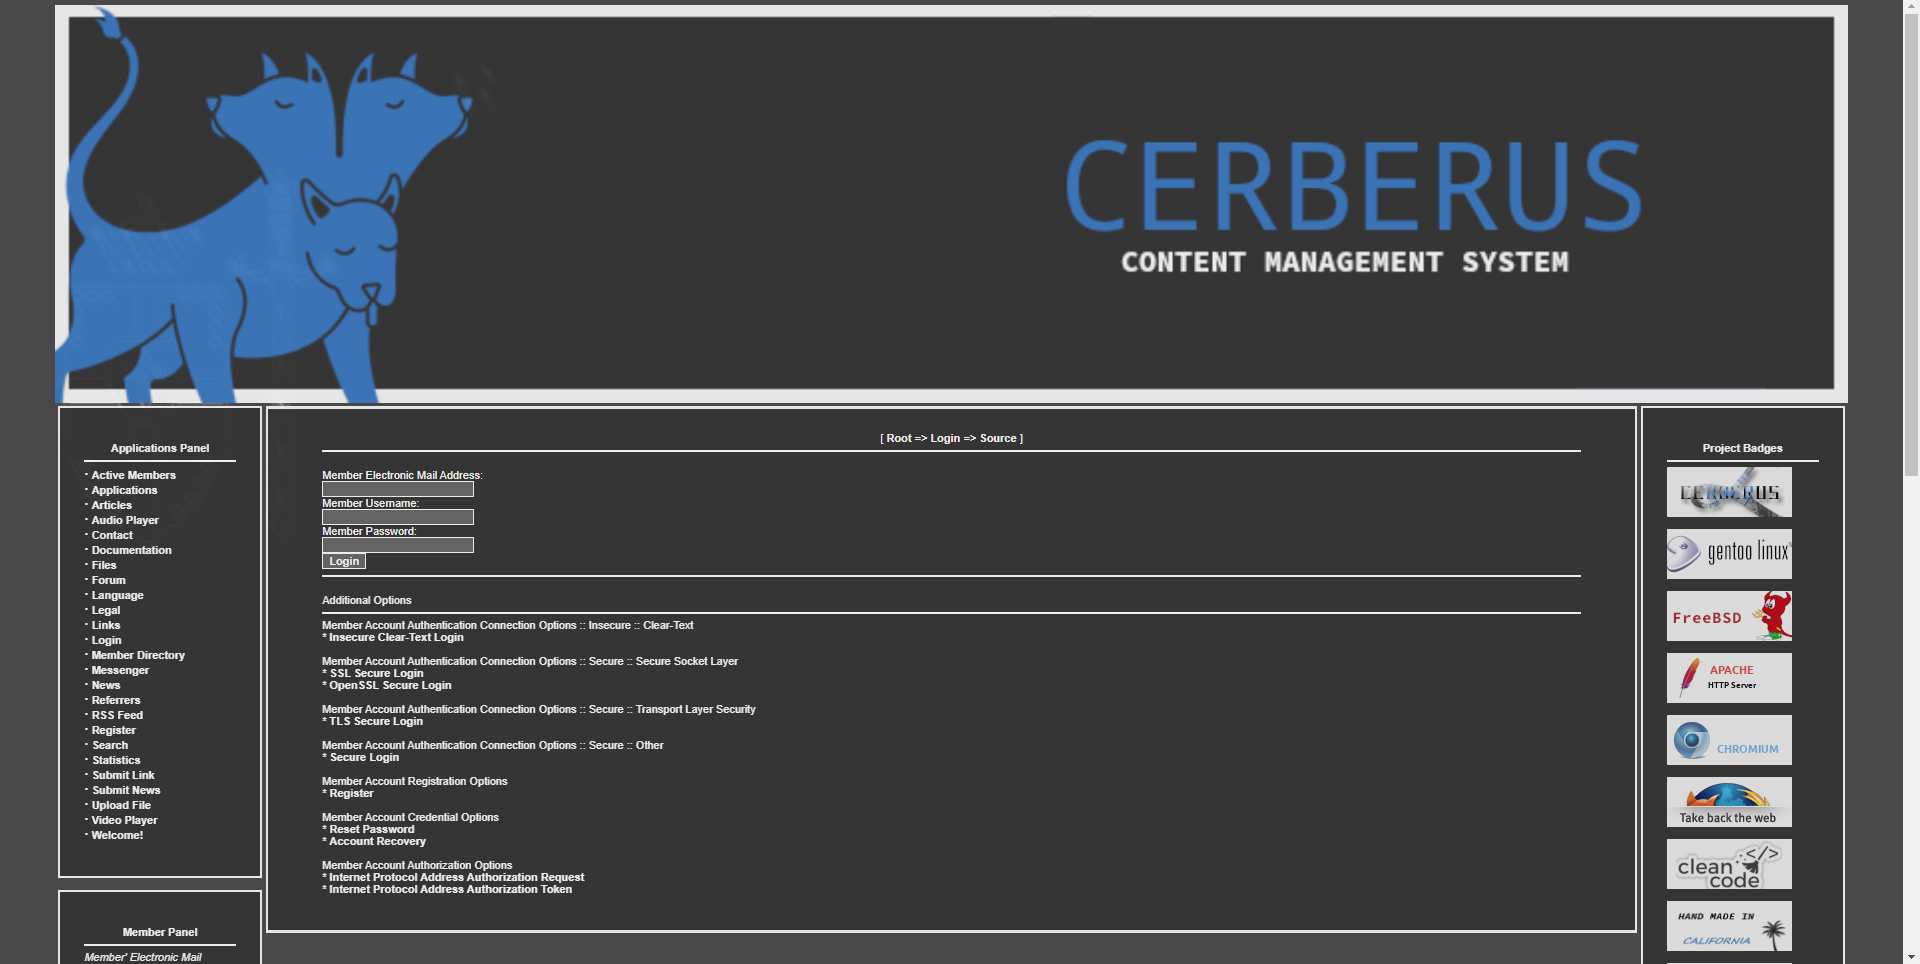 CERBERUS
CONTENT MANAGEMENT SYSTEM
Applications Panel
· Active Members
· Applications
· Articles
· Audio Player
· Contact
· Documentation
· Files
· Forum
· Language
· Legal
· Links
· Login
· Member Directory
· Messenger
· News
· Referrers
· RSS Feed
· Register
· Search
· Statistics
· Submit Link
· Submit News
· Upload File
· Video Player
· Welcome!
Member Panel
Member' Electronic Mail
[ Root => Login => Source ]
Member Electronic Mail Address:
Member Username:
Member Password:
Login
Additional Options
Member Account Authentication Connection Options :: Insecure :: Clear-Text
* Insecure Clear-Text Login
Member Account Authentication Connection Options :: Secure :: Secure Socket Layer
* SSL Secure Login
* OpenSSL Secure Login
Member Account Authentication Connection Options :: Secure :: Transport Layer Security
* TLS Secure Login
Member Account Authentication Connection Options :: Secure :: Other
* Secure Login
Member Account Registration Options
* Register
Member Account Credential Options
* Reset Password
* Account Recovery
Member Account Authorization Options
* Internet Protocol Address Authorization Request
* Internet Protocol Address Authorization Token
Project Badges
CERBERUS
gentoo linux
FreeBSD
APACHE
HTTP Server
CHROMIUM
Take back the web
clean </>
code
HAND MADE IN
CALIFORNIA